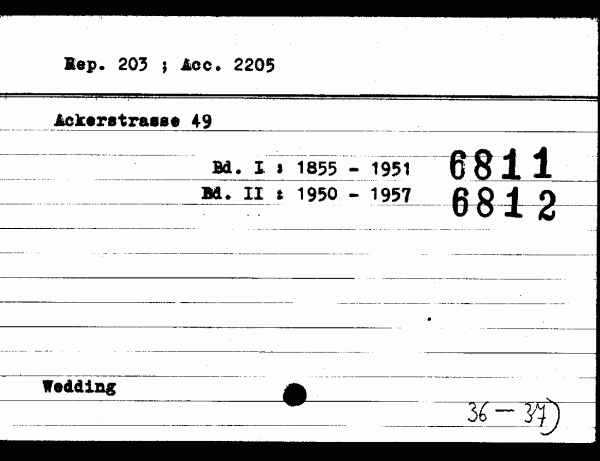 Rep. 203 ; Acc. 2205
Ackerstrasse 49
Bd. I : 1855 - 1951 6811
Bd. II : 1950 - 1957 6812
Wedding
36 — 37)